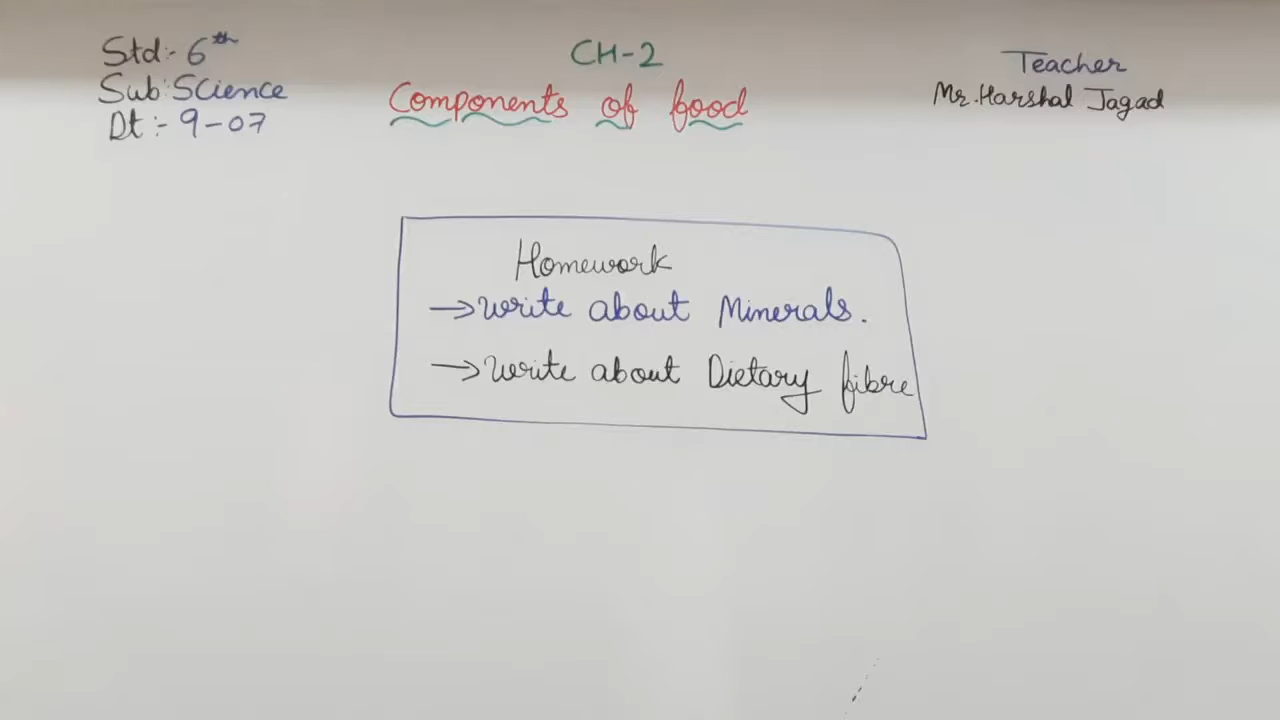 Std:- 6th
Sub: Science
Dt:- 9-07
CH-2
Components of food
Teacher
Mr. Harshal Jagad
Homework
→ Write about Minerals.
→ Write about Dietary fibre